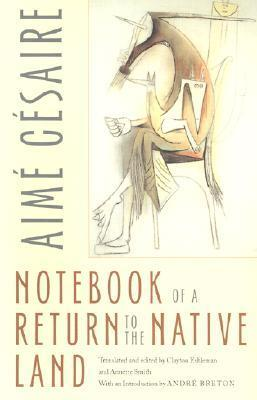 AIMÉ CÉSAIRE
NOTEBOOK OF A
RETURN TO THE NATIVE
LAND
Translated and edited by Clayton Eshleman
and Annette Smith
With an Introduction by ANDRÉ BRETON